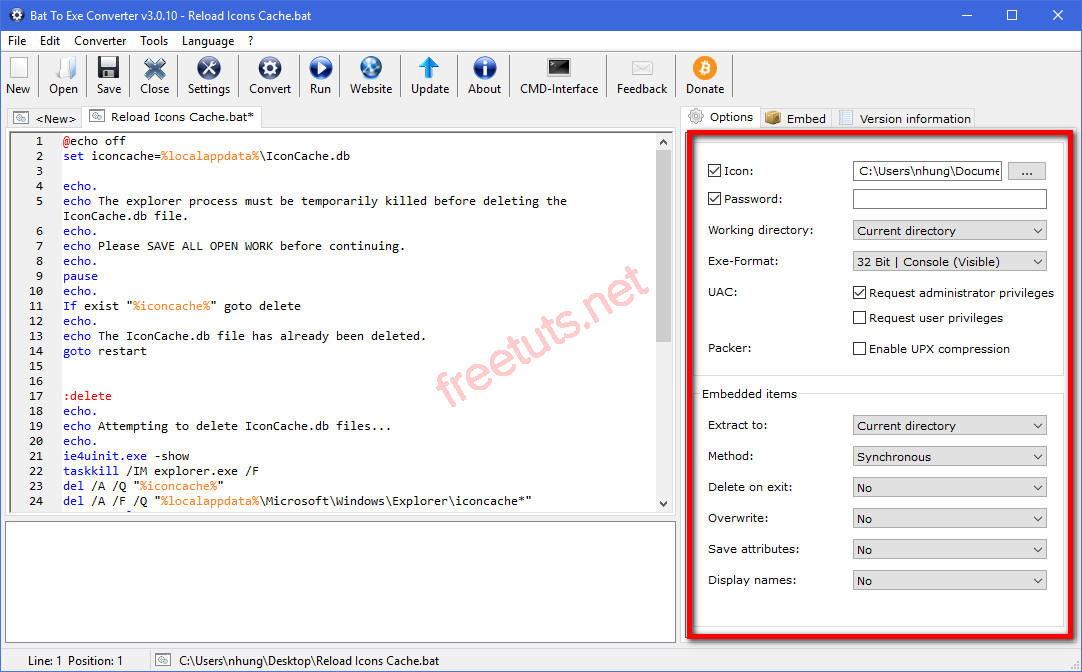 Bat To Exe Converter v3.0.10 - Reload Icons Cache.bat
File Edit Converter Tools Language ?
New Open Save Close Settings Convert Run Website Update About CMD-Interface Feedback Donate
<New> Reload Icons Cache.bat*
1 @echo off
2 set iconcache=%localappdata%\IconCache.db
3
4 echo.
5 echo The explorer process must be temporarily killed before deleting the
IconCache.db file.
6 echo.
7 echo Please SAVE ALL OPEN WORK before continuing.
8 echo.
9 pause
10 echo.
11 If exist "%iconcache%" goto delete
12 echo.
13 echo The IconCache.db file has already been deleted.
14 goto restart
15
16
17 :delete
18 echo.
19 echo Attempting to delete IconCache.db files...
20 echo.
21 ie4uinit.exe -show
22 taskkill /IM explorer.exe /F
23 del /A /Q "%iconcache%"
24 del /A /F /Q "%localappdata%\Microsoft\Windows\Explorer\iconcache*"
freetuts.net
Options Embed Version information
Icon: C:\Users\nhung\Docume ...
Password:
Working directory: Current directory
Exe-Format: 32 Bit | Console (Visible)
UAC: Request administrator privileges
Request user privileges
Packer: Enable UPX compression
Embedded items
Extract to: Current directory
Method: Synchronous
Delete on exit: No
Overwrite: No
Save attributes: No
Display names: No
Line: 1 Position: 1 C:\Users\nhung\Desktop\Reload Icons Cache.bat